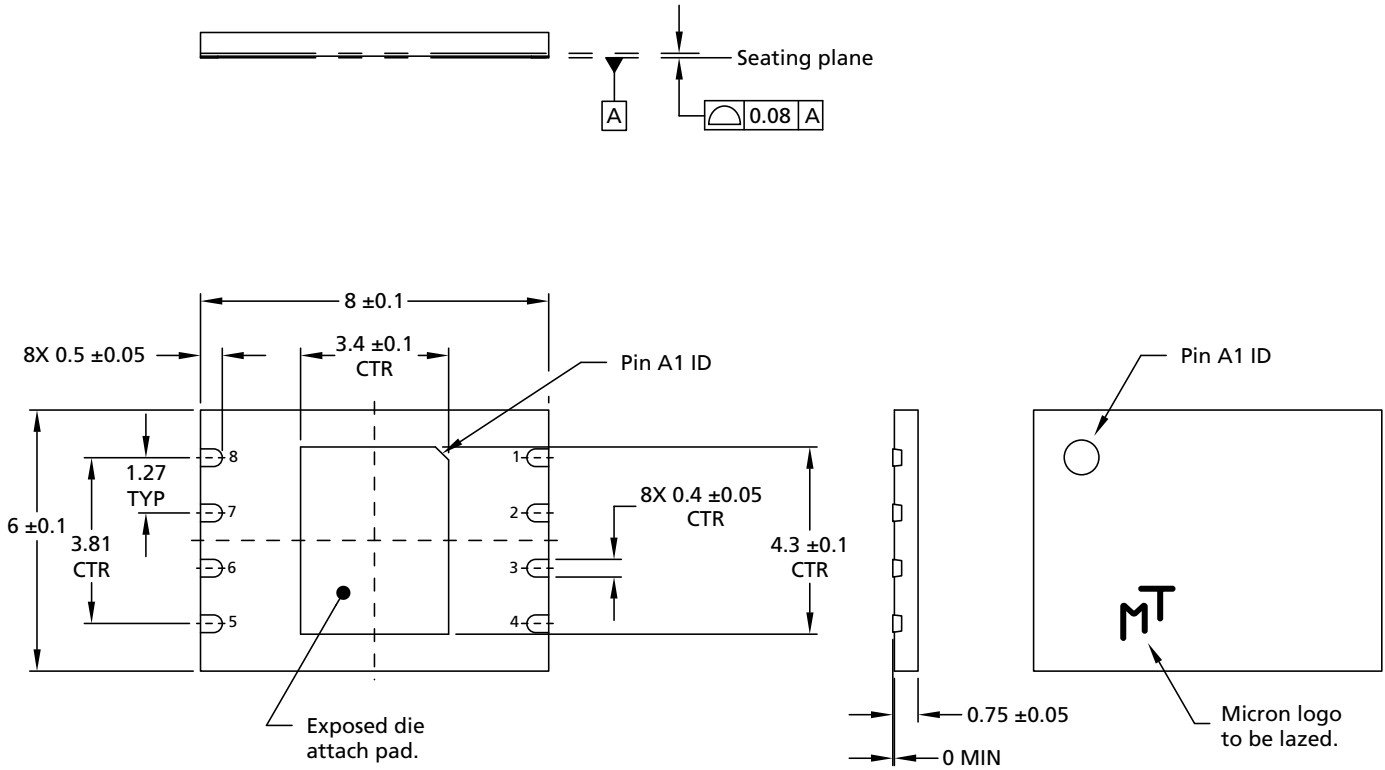 Seating plane
A
0.08 A
8 ±0.1
8X 0.5 ±0.05
3.4 ±0.1
CTR
Pin A1 ID
Pin A1 ID
8
1
1.27
TYP
7
2
8X 0.4 ±0.05
CTR
6 ±0.1
3.81
CTR
4.3 ±0.1
CTR
6
3
5
4
MT
Exposed die
attach pad.
0.75 ±0.05
0 MIN
Micron logo
to be lazed.